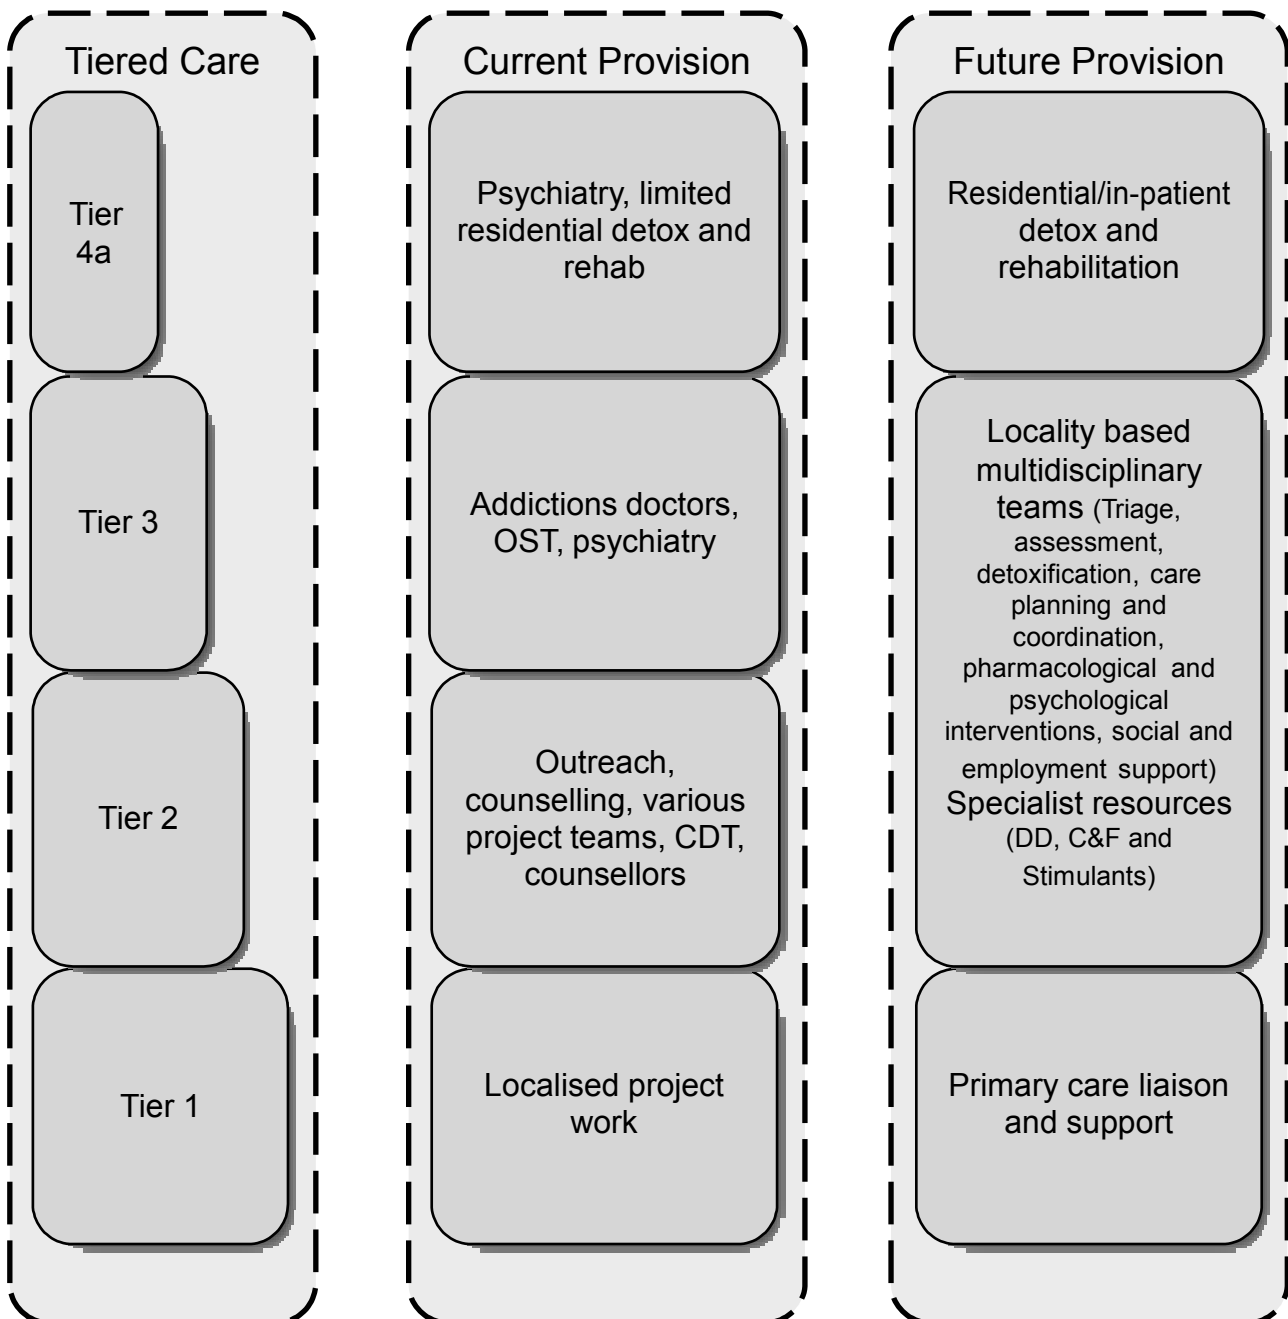 Tiered Care
Tier
4a
Tier 3
Tier 2
Tier 1
Current Provision
Psychiatry, limited
residential detox and
rehab
Addictions doctors,
OST, psychiatry
Outreach,
counselling, various
project teams, CDT,
counsellors
Localised project
work
Future Provision
Residential/in-patient
detox and
rehabilitation
Locality based
multidisciplinary
teams (Triage,
assessment,
detoxification, care
planning and
coordination,
pharmacological and
psychological
interventions, social and
employment support)
Specialist resources
(DD, C&F and
Stimulants)
Primary care liaison
and support